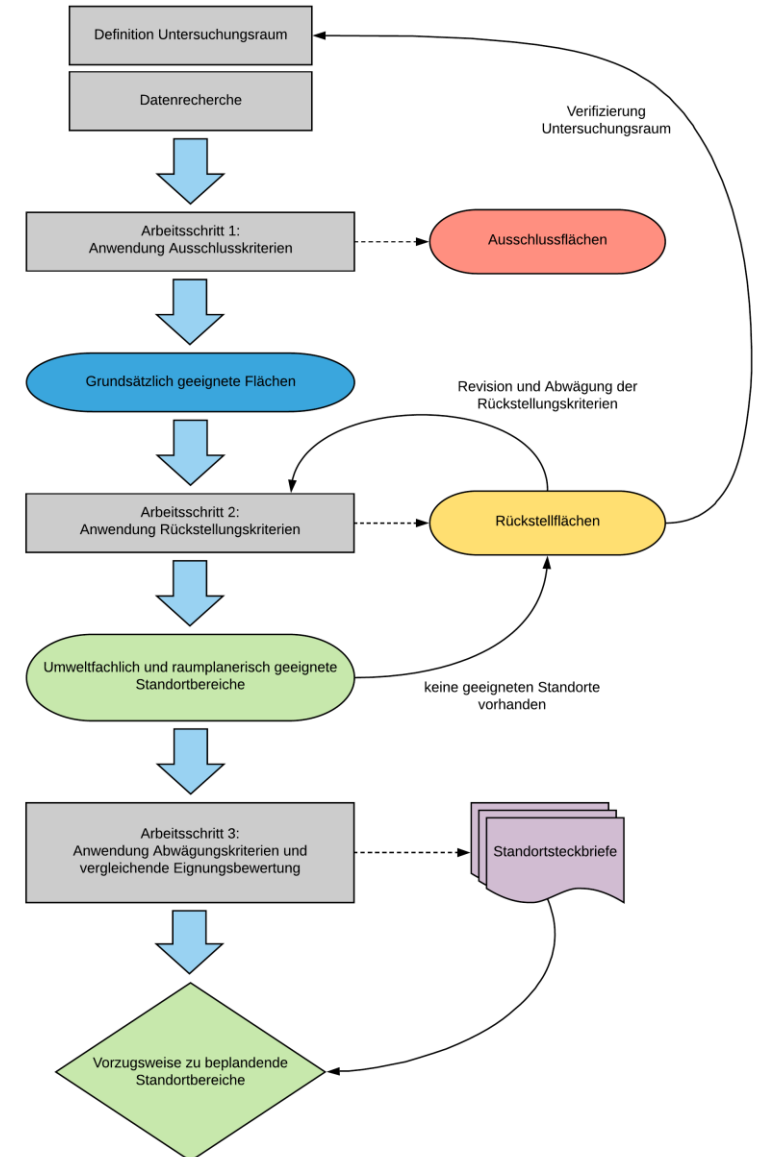 Definition Untersuchungsraum
Datenrecherche
Verifizierung
Untersuchungsraum
Arbeitsschritt 1:
Anwendung Ausschlusskriterien
Ausschlussflächen
Grundsätzlich geeignete Flächen
Revision und Abwägung der
Rückstellungskriterien
Arbeitsschritt 2:
Anwendung Rückstellungskriterien
Rückstellflächen
Umweltfachlich und raumplanerisch geeignete
Standortbereiche
keine geeigneten Standorte
vorhanden
Arbeitsschritt 3:
Anwendung Abwägungskriterien und
vergleichende Eignungsbewertung
Standortsteckbriefe
Vorzugsweise zu beplandende
Standortbereiche